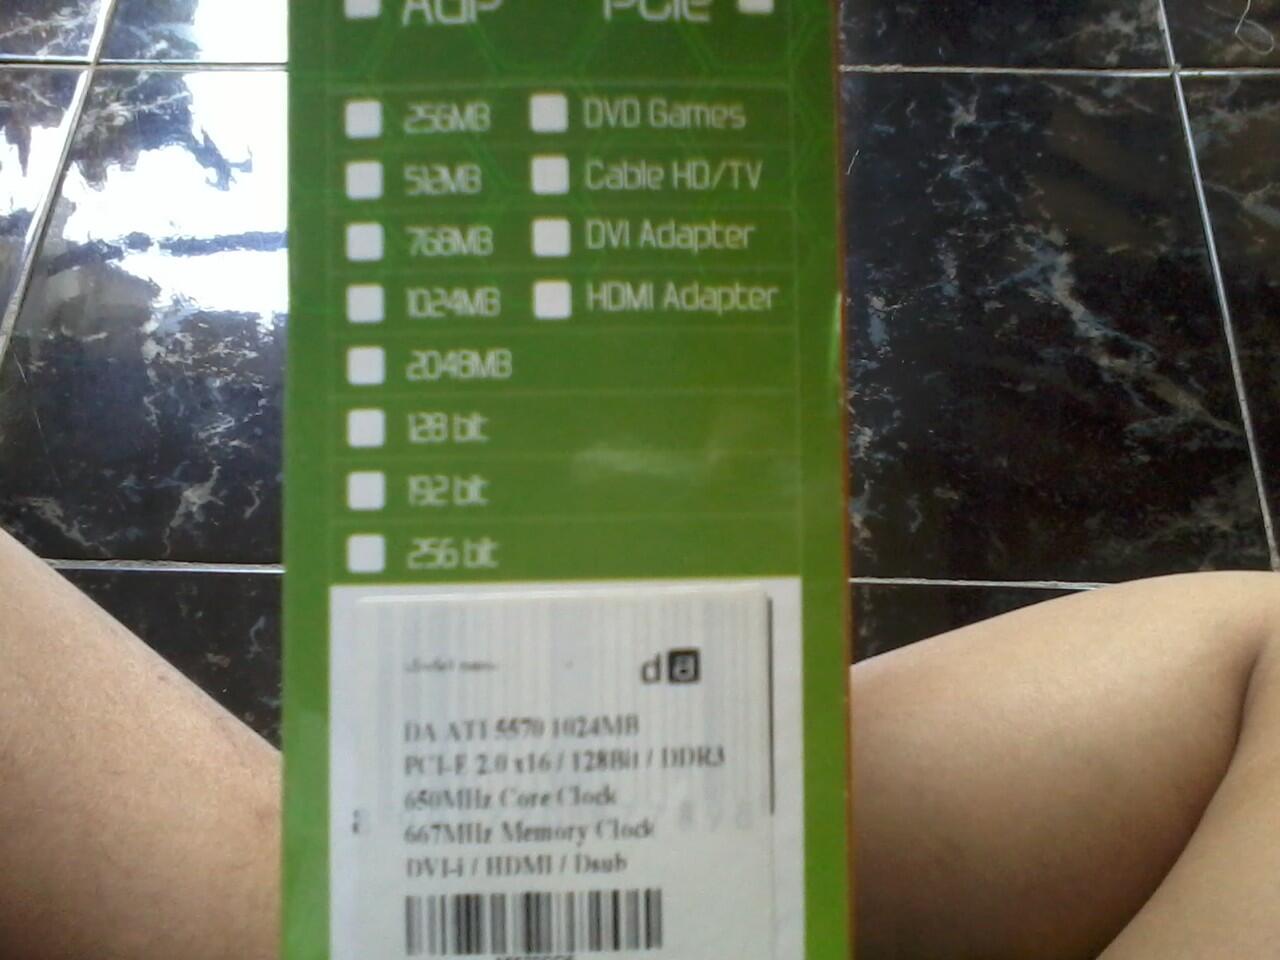 AGP PCIe
256MB DVD Games
512MB Cable HD/TV
768MB DVI Adapter
1024MB HDMI Adapter
2048MB
128 bit
192 bit
256 bit
da
DA ATI 5570 1024MB
PCI-E 2.0 x16 / 128Bit / DDR3
650MHz Core Clock
667MHz Memory Clock
DVI-i / HDMI / Dsub